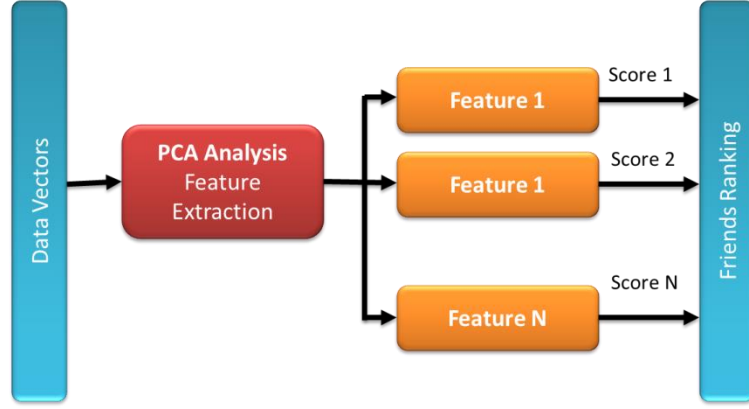 Data Vectors
PCA Analysis
Feature
Extraction
Feature 1
Score 1
Feature 1
Score 2
Feature N
Score N
Friends Ranking